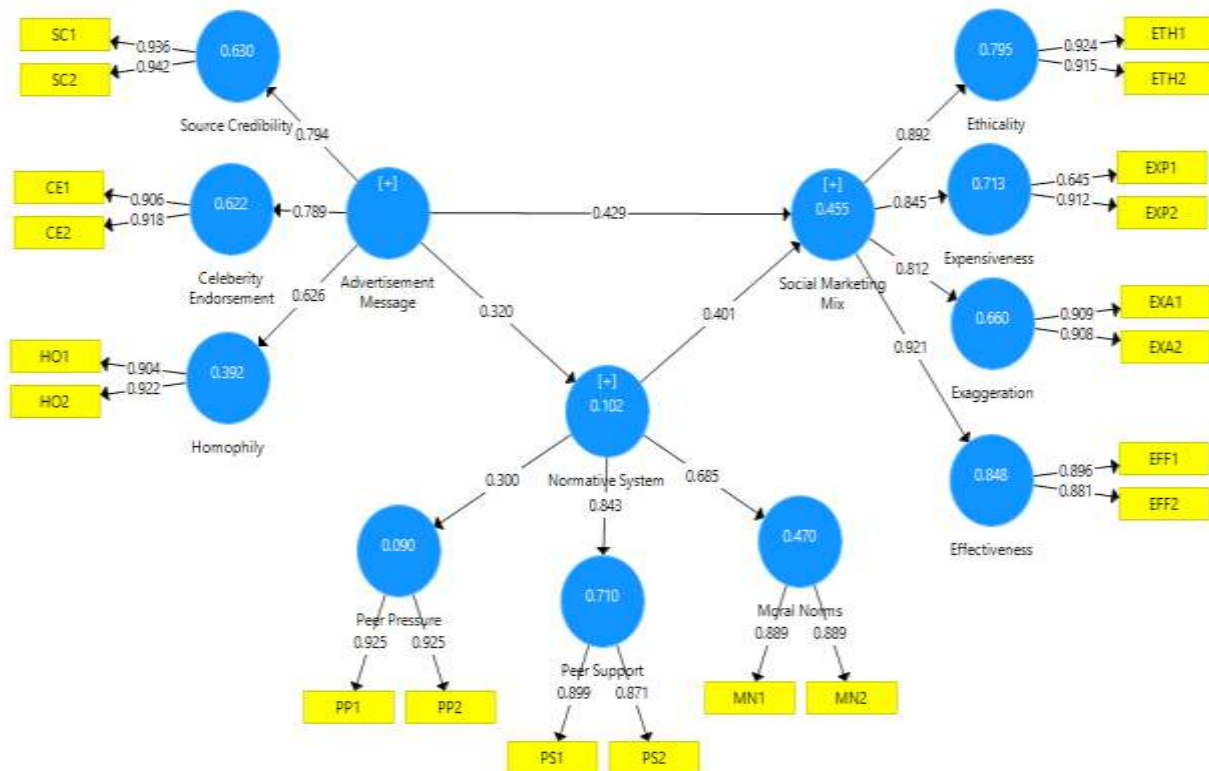 SC1
0.936
0.630
SC2
0.942
Source Credibility
0.794
ETH1
0.924
0.795
0.915
ETH2
Ethicality
0.892
CE1
0.906
0.622
CE2
0.918
0.789
Celeberity
Endorsement
[+]
Advertisement
Message
0.429
[+]
0.455
Social Marketing
Mix
0.845
0.713
0.645
EXP1
0.912
EXP2
Expensiveness
0.626
0.320
0.401
0.812
0.921
HO1
0.904
0.392
HO2
0.922
Homophily
0.660
0.909
EXA1
0.908
EXA2
Exaggeration
[+]
0.102
Normative System
0.300
0.843
0.685
0.848
0.896
EFF1
0.881
EFF2
Effectiveness
0.090
Peer Pressure
0.925
0.925
PP1
PP2
0.710
Peer Support
0.899
0.871
PS1
PS2
0.470
Moral Norms
0.889
0.889
MN1
MN2